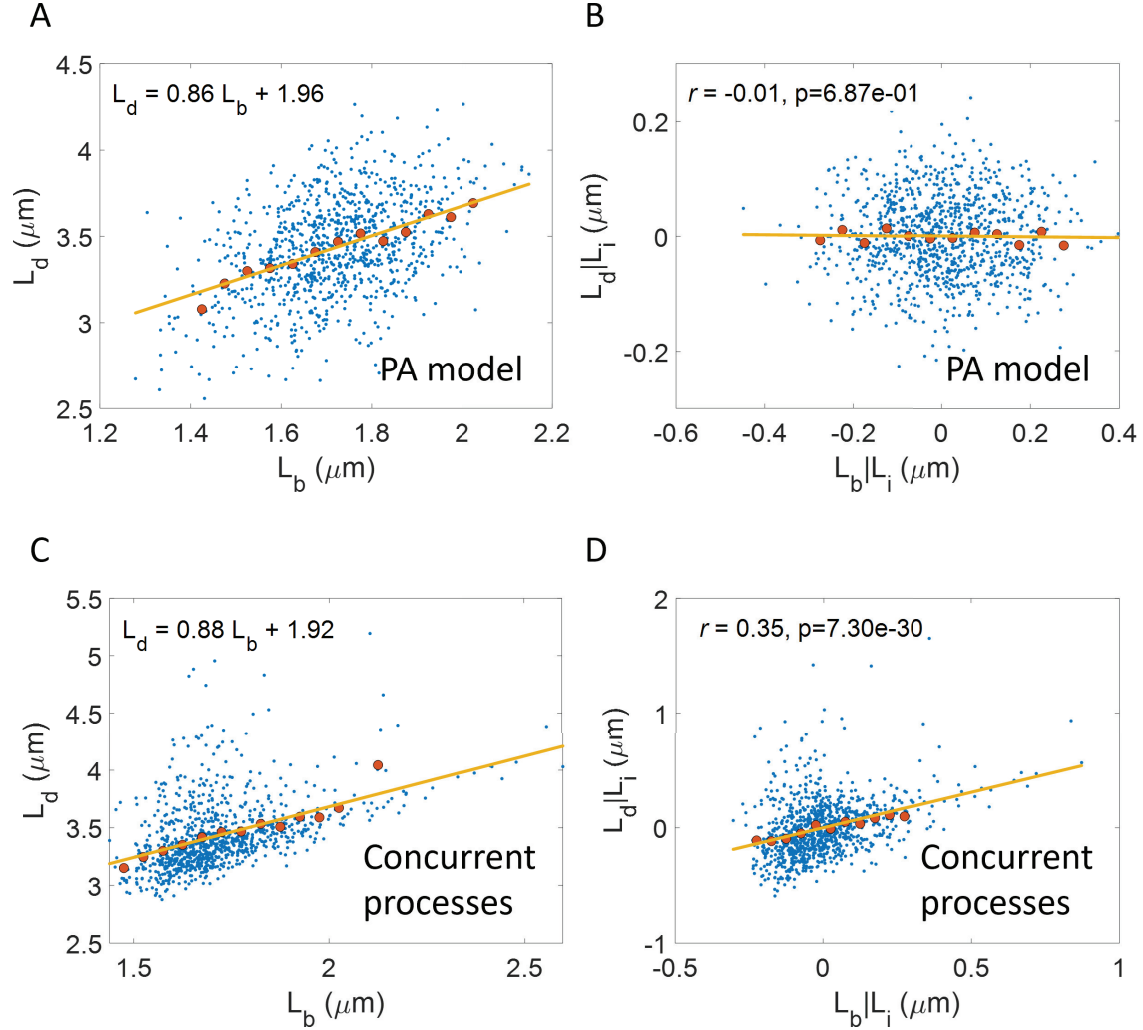 A
L_d = 0.86 L_b + 1.96
4.5
4
3.5
3
2.5
L_d (μm)
PA model
1.2 1.4 1.6 1.8 2 2.2
L_b (μm)
B
r = -0.01, p=6.87e-01
0.2
0
-0.2
L_d|L_i (μm)
PA model
-0.6 -0.4 -0.2 0 0.2 0.4
L_b|L_i (μm)
C
L_d = 0.88 L_b + 1.92
5.5
5
4.5
4
3.5
3
2.5
L_d (μm)
Concurrent
processes
1.5 2 2.5
L_b (μm)
D
r = 0.35, p=7.30e-30
2
1
0
-1
L_d|L_i (μm)
Concurrent
processes
-0.5 0 0.5 1
L_b|L_i (μm)